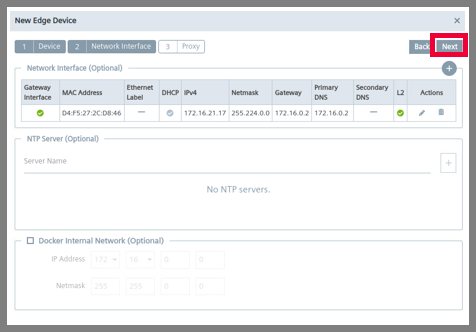 New Edge Device ×
1 Device 2 Network Interface 3 Proxy Back Next
Network Interface (Optional) +
Gateway Interface MAC Address Ethernet Label DHCP IPv4 Netmask Gateway Primary DNS Secondary DNS L2 Actions
D4:F5:27:2C:D8:46 — 172.16.21.17 255.224.0.0 172.16.0.2 172.16.0.2 —
NTP Server (Optional)
Server Name +
No NTP servers.
Docker Internal Network (Optional)
IP Address 172 16 0 0
Netmask 255 255 0 0